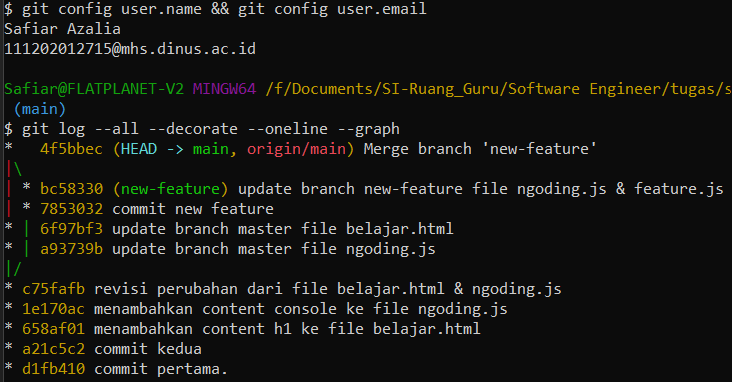 $ git config user.name && git config user.email
Safiar Azalia
111202012715@mhs.dinus.ac.id
Safiar@FLATPLANET-V2 MINGW64 /f/Documents/SI-Ruang_Guru/Software Engineer/tugas/s
(main)
$ git log --all --decorate --oneline --graph
*   4f5bbec (HEAD -> main, origin/main) Merge branch 'new-feature'
|\
| * bc58330 (new-feature) update branch new-feature file ngoding.js & feature.js
| * 7853032 commit new feature
* | 6f97bf3 update branch master file belajar.html
* | a93739b update branch master file ngoding.js
|/
* c75fafb revisi perubahan dari file belajar.html & ngoding.js
* 1e170ac menambahkan content console ke file ngoding.js
* 658af01 menambahkan content h1 ke file belajar.html
* a21c5c2 commit kedua
* d1fb410 commit pertama.